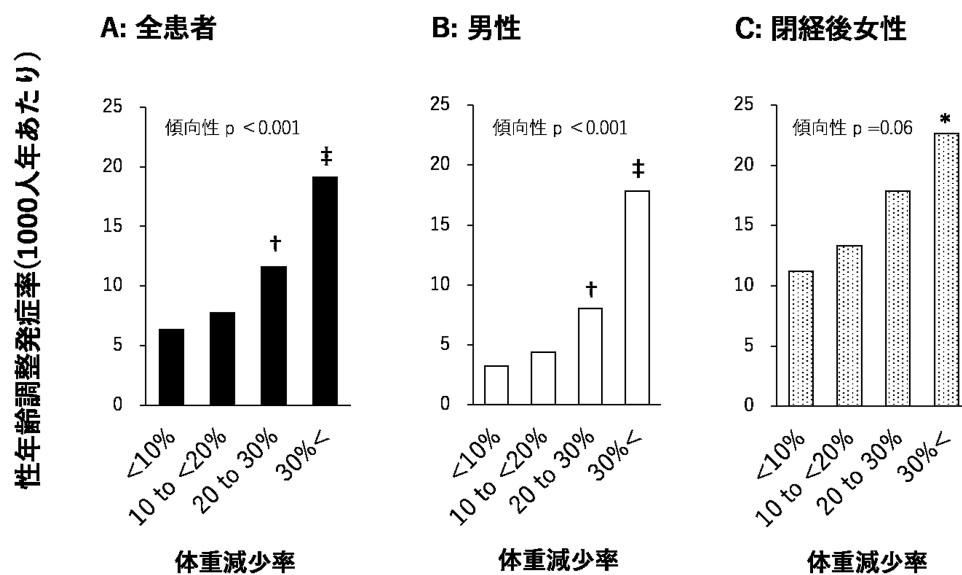 性年齢調整発症率(1000人年あたり)
A: 全患者
傾向性 p <0.001
25
20
15
10
5
0
†
‡
<10%
10 to <20%
20 to 30%
30%<
体重減少率
B: 男性
傾向性 p <0.001
25
20
15
10
5
0
†
‡
<10%
10 to <20%
20 to 30%
30%<
体重減少率
C: 閉経後女性
傾向性 p =0.06
25
20
15
10
5
0
*
<10%
10 to <20%
20 to 30%
30%<
体重減少率